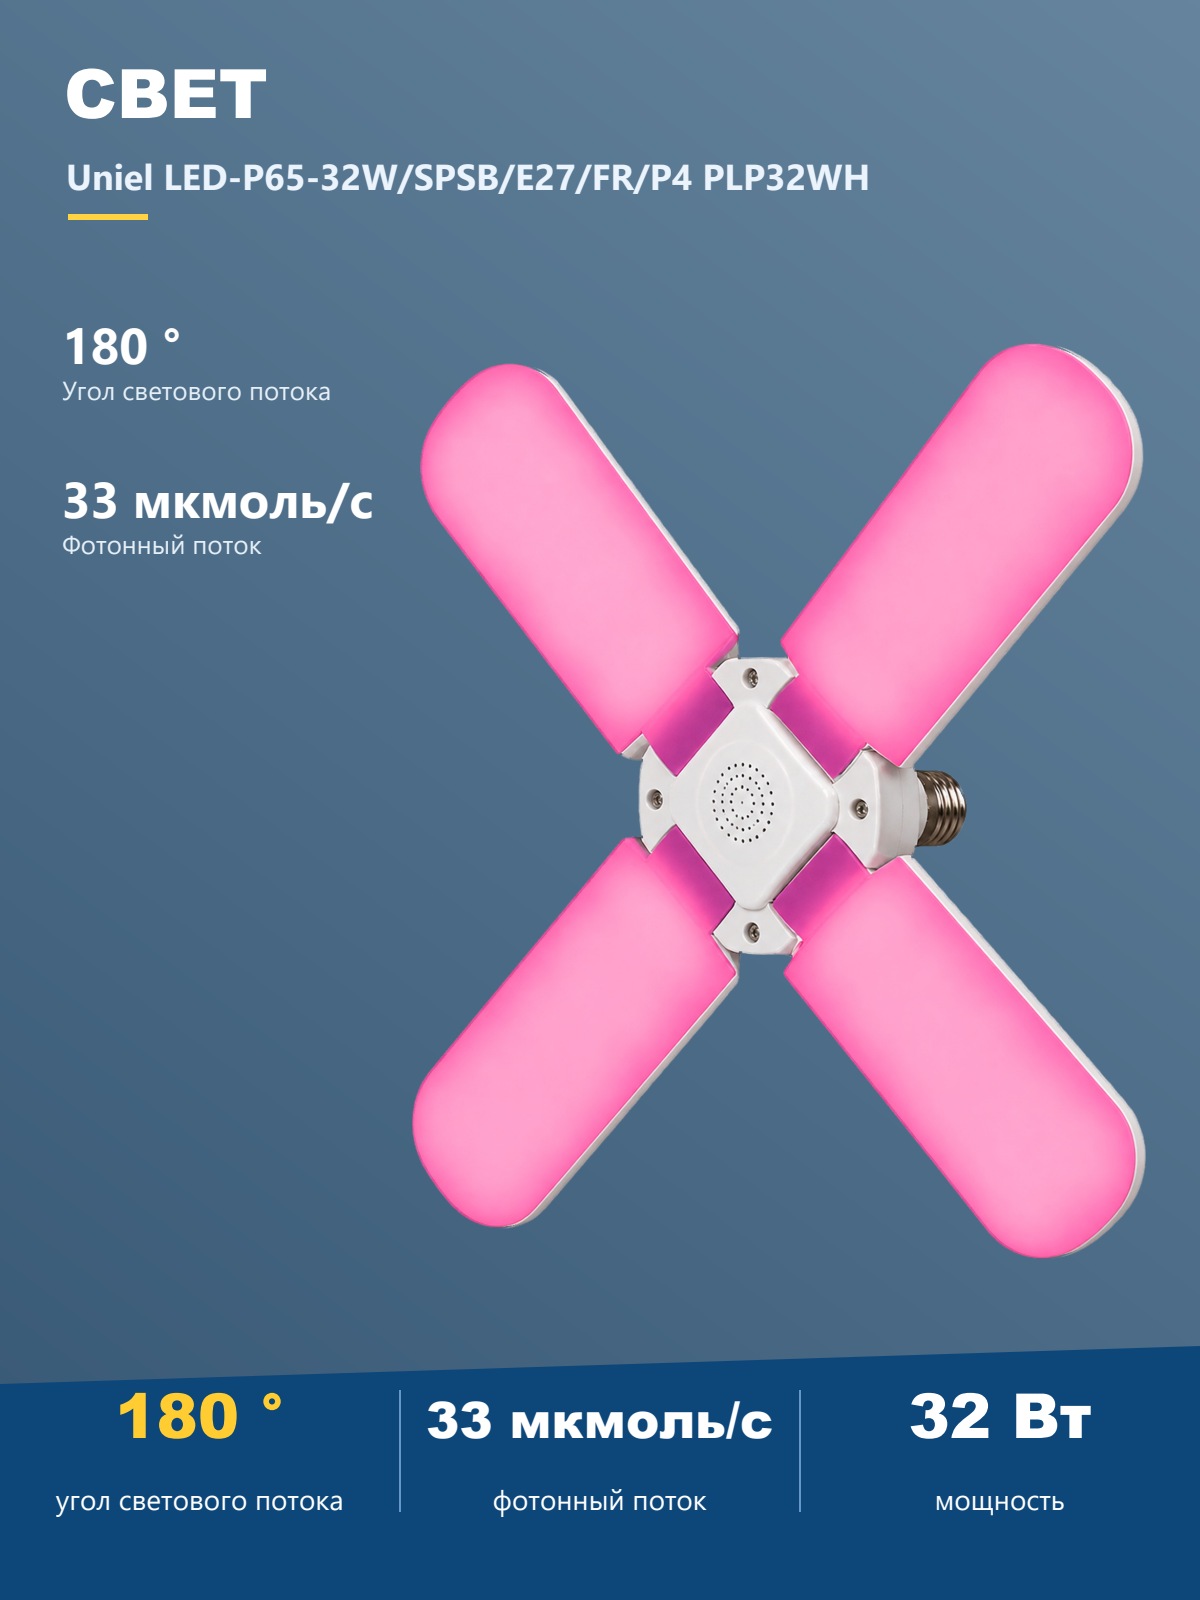 СВЕТ
Uniel LED-P65-32W/SPSB/E27/FR/P4 PLP32WH
180 °
Угол светового потока
33 мкмоль/с
Фотонный поток
180 °
угол светового потока
33 мкмоль/с
фотонный поток
32 Вт
мощность